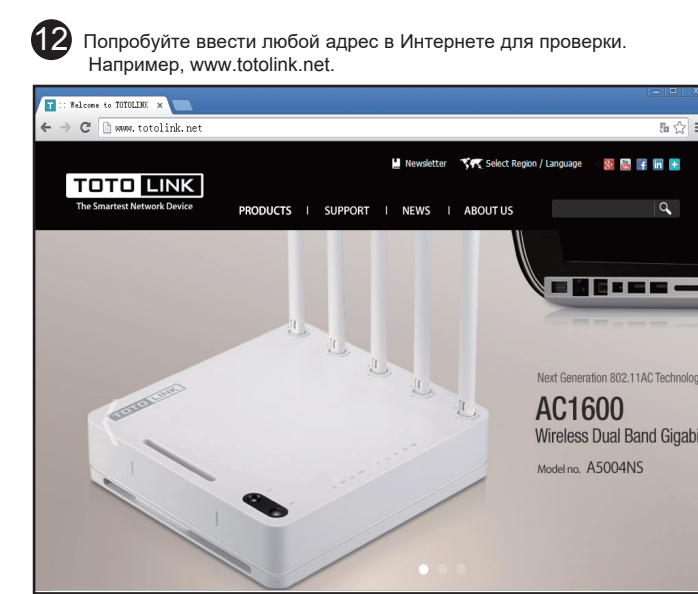 12 Попробуйте ввести любой адрес в Интернете для проверки.
Например, www.totolink.net.
T :: Welcome to TOTOLINK ×
www.totolink.net
Newsletter Select Region / Language
TOTO LINK
The Smartest Network Device
PRODUCTS | SUPPORT | NEWS | ABOUT US
TOTO LINK
Next Generation 802.11AC Technolog
AC1600
Wireless Dual Band Gigabi
Model no. A5004NS